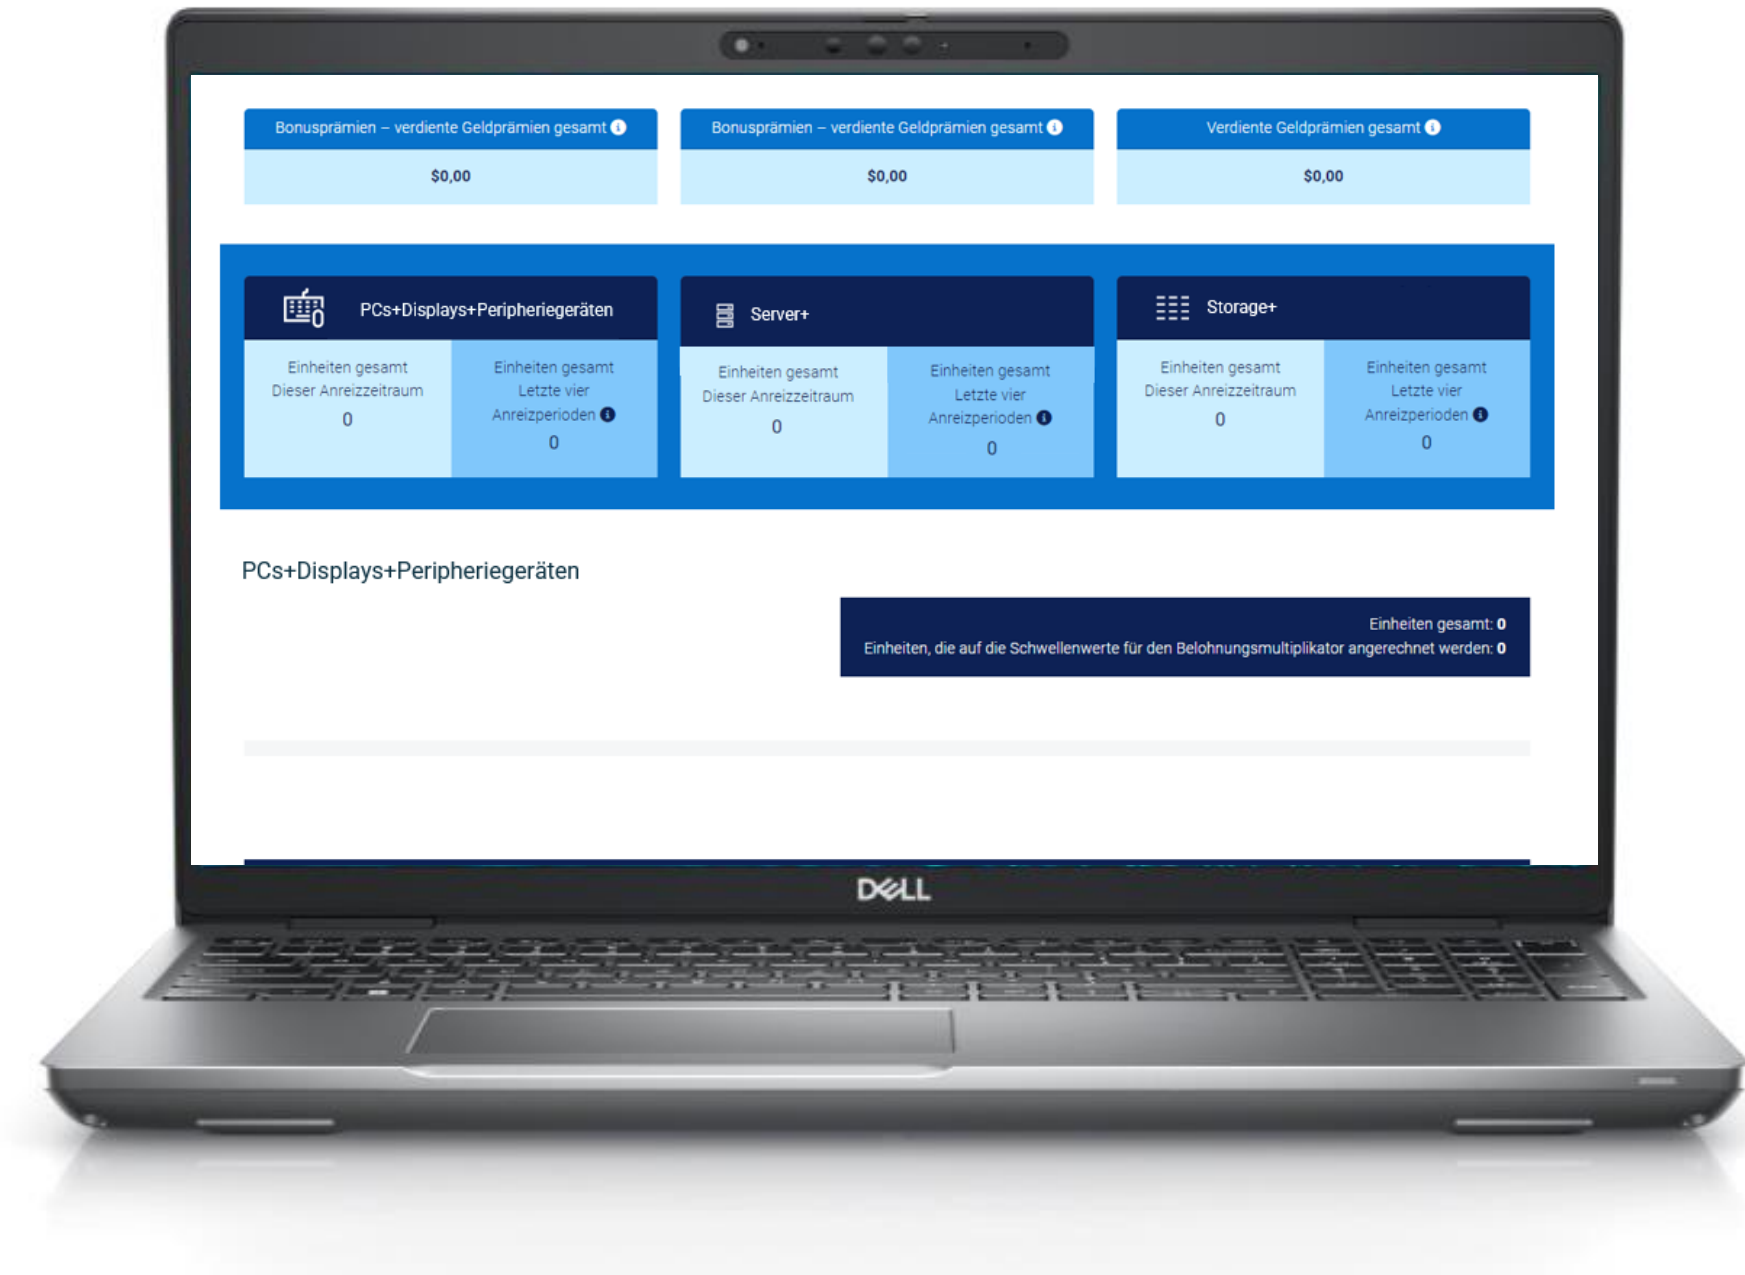 Bonusprämien – verdiente Geldprämien gesamt
$0,00
Bonusprämien – verdiente Geldprämien gesamt
$0,00
Verdiente Geldprämien gesamt
$0,00
PCs+Displays+Peripheriegeräten
Einheiten gesamt
Dieser Anreizzeitraum
0
Einheiten gesamt
Letzte vier
Anreizperioden
0
Server+
Einheiten gesamt
Dieser Anreizzeitraum
0
Einheiten gesamt
Letzte vier
Anreizperioden
0
Storage+
Einheiten gesamt
Dieser Anreizzeitraum
0
Einheiten gesamt
Letzte vier
Anreizperioden
0
PCs+Displays+Peripheriegeräten
Einheiten gesamt: 0
Einheiten, die auf die Schwellenwerte für den Belohnungsmultiplikator angerechnet werden: 0
DELL